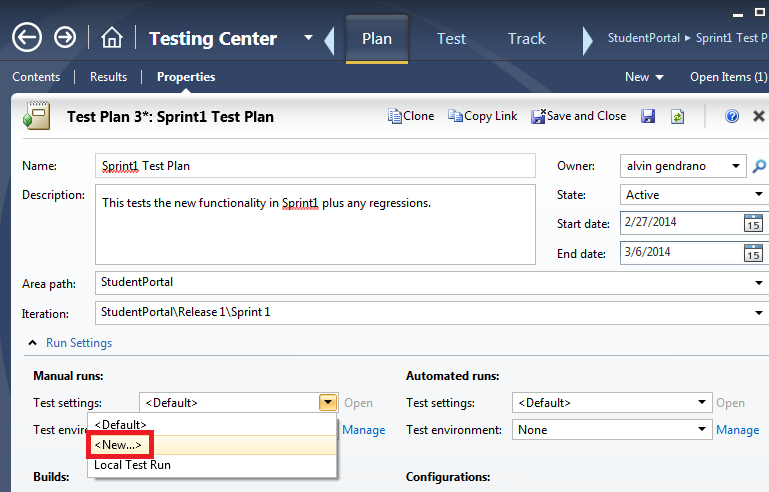 Testing Center Plan Test Track StudentPortal ▸ Sprint1 Test P
Contents Results Properties New Open Items (1)
Test Plan 3*: Sprint1 Test Plan Clone Copy Link Save and Close
Name: Sprint1 Test Plan Owner: alvin gendrano
Description: This tests the new functionality in Sprint1 plus any regressions. State: Active
Start date: 2/27/2014 15
End date: 3/6/2014 15
Area path: StudentPortal
Iteration: StudentPortal\Release 1\Sprint 1
Run Settings
Manual runs: Automated runs:
Test settings: <Default> Open Test settings: <Default> Open
<Default>
Test enviro Manage Test environment: None Manage
<New...>
Local Test Run
Builds: Configurations: